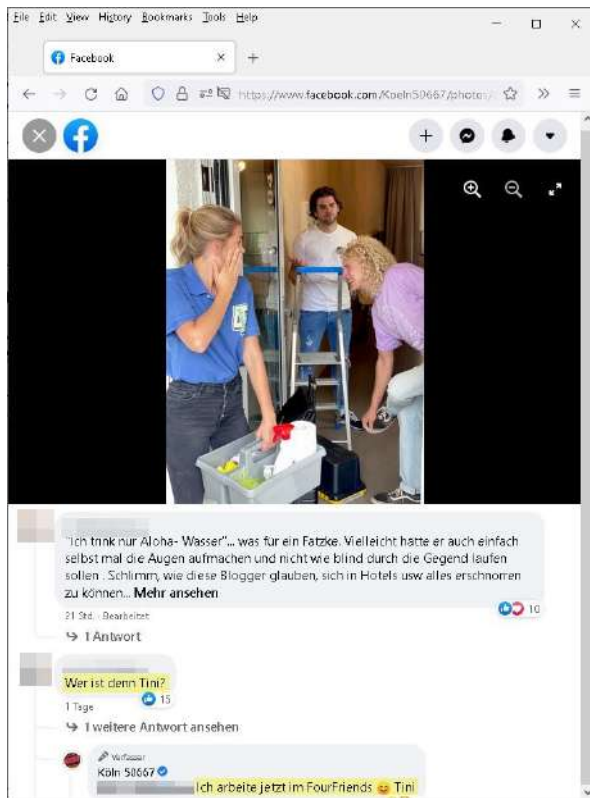 File Edit View History Bookmarks Tools Help
Facebook
https://www.facebook.com/Koeln50667/photos/
"Ich trink nur Aloha- Wasser"... was für ein Fatzke. Vielleicht hätte er auch einfach
selbst mal die Augen aufmachen und nicht wie blind durch die Gegend laufen
sollen . Schlimm, wie diese Blogger glauben, sich in Hotels usw alles erschnorren
zu können... Mehr ansehen
10
21 Std. Bearbeitet
1 Antwort
Wer ist denn Tini?
15
1 Tage
1 weitere Antwort ansehen
Verfasser
Köln 50667
Ich arbeite jetzt im FourFriends 😄 Tini